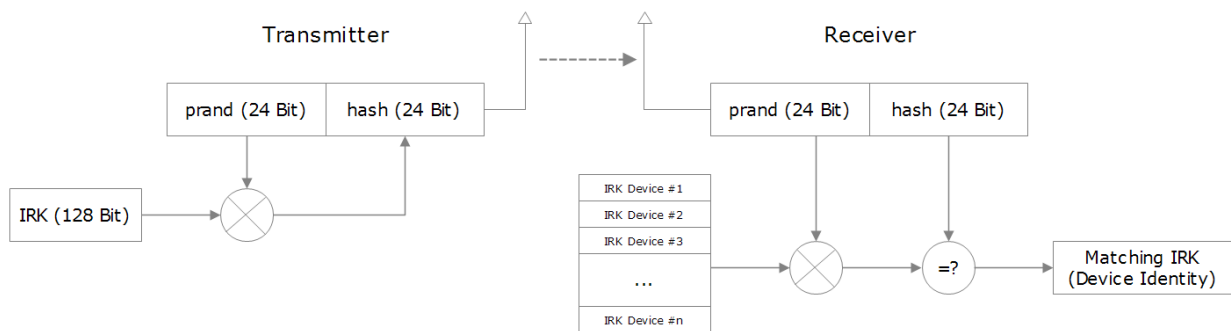 Transmitter
Receiver
prand (24 Bit)
hash (24 Bit)
prand (24 Bit)
hash (24 Bit)
IRK (128 Bit)
IRK Device #1
IRK Device #2
IRK Device #3
...
IRK Device #n
=?
Matching IRK
(Device Identity)